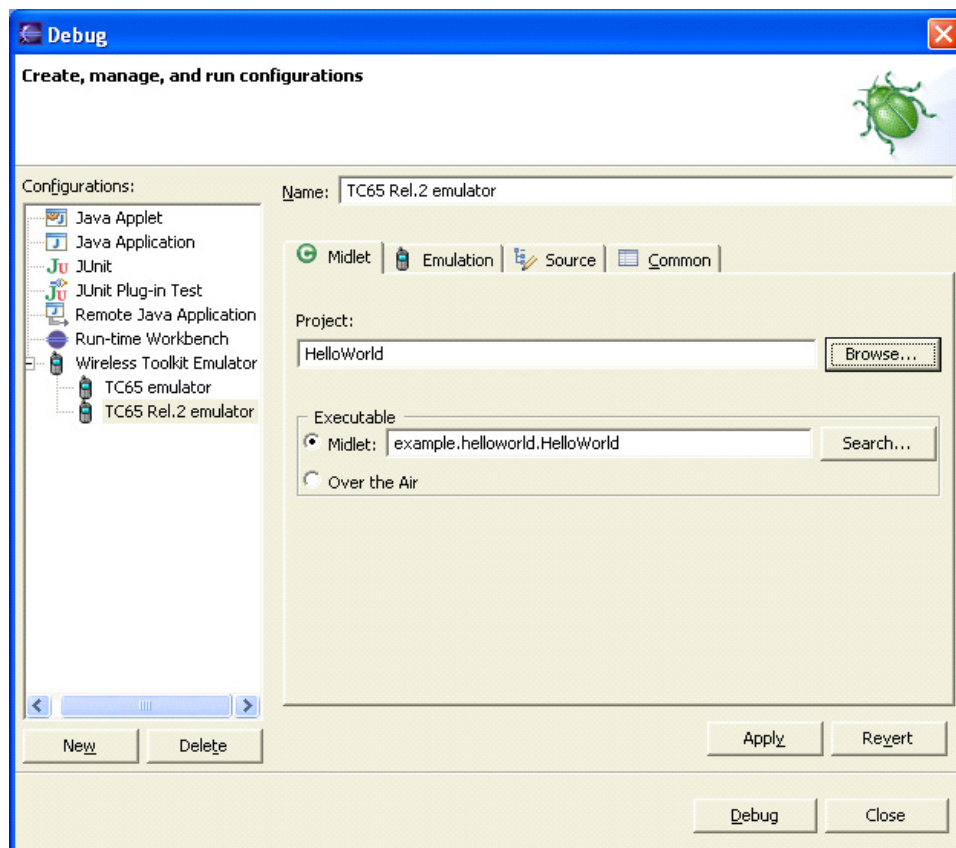 Debug
Create, manage, and run configurations
Configurations:
Java Applet
Java Application
JUnit
JUnit Plug-in Test
Remote Java Application
Run-time Workbench
Wireless Toolkit Emulator
TC65 emulator
TC65 Rel.2 emulator
New
Delete
Name: TC65 Rel.2 emulator
Midlet Emulation Source Common
Project:
HelloWorld Browse...
Executable
Midlet: example.helloworld.HelloWorld Search...
Over the Air
Apply Revert
Debug Close